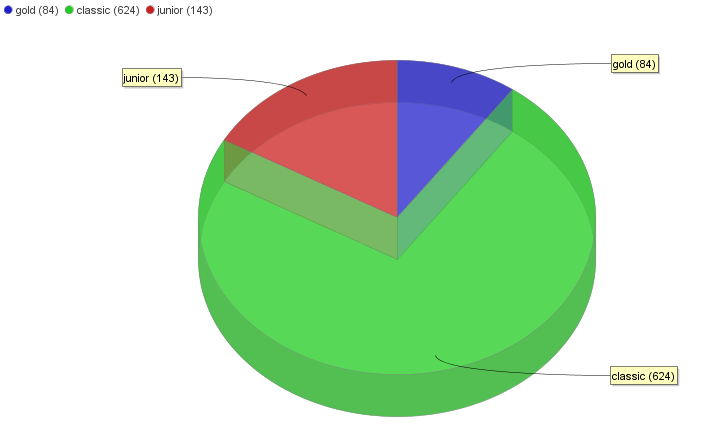 gold (84) classic (624) junior (143)
gold (84)
junior (143)
classic (624)